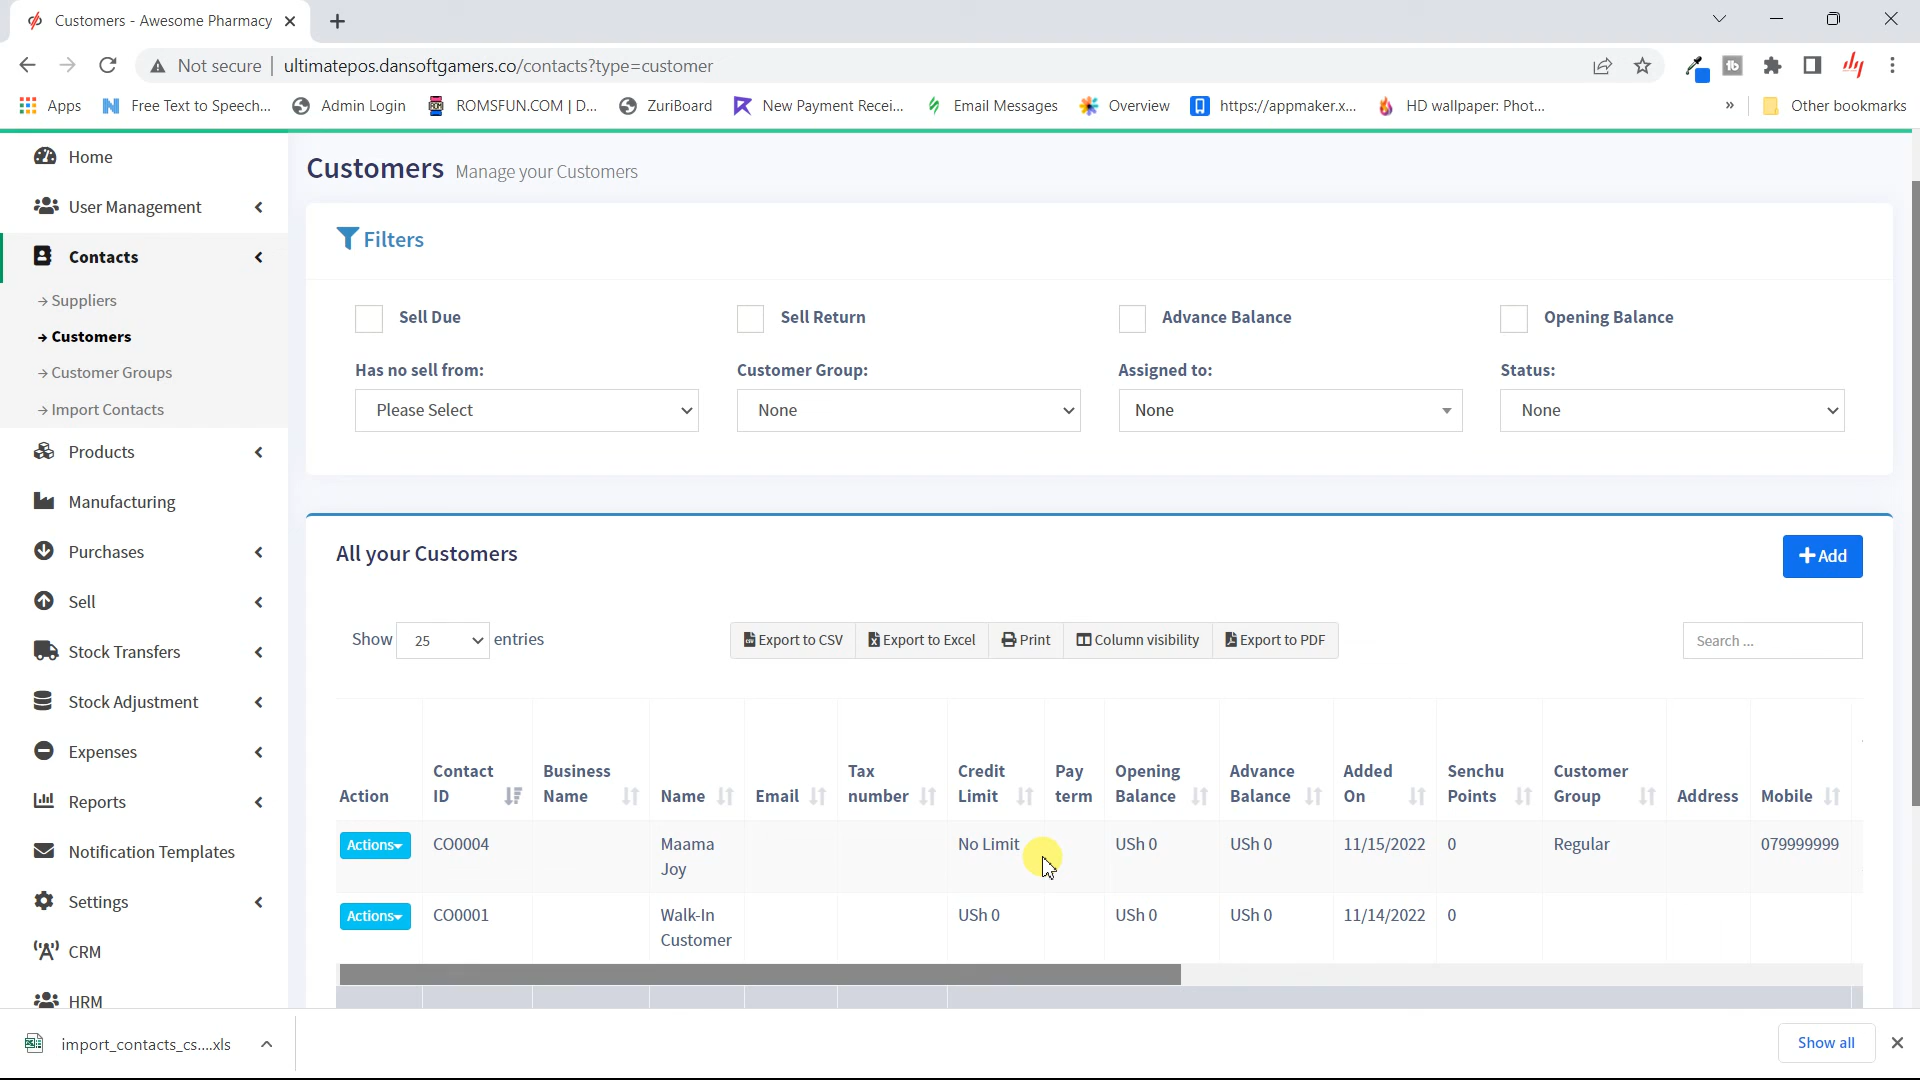 Customers - Awesome Pharmacy
Not secure
ultimatepos.dansoftgamers.co/contacts?type=customer
Apps
Free Text to Speech...
Admin Login
ROMSFUN.COM | D...
ZuriBoard
New Payment Recei...
Email Messages
Overview
https://appmaker.x...
HD wallpaper: Phot...
»
Other bookmarks
Home
User Management
Contacts
Suppliers
Customers
Customer Groups
Import Contacts
Products
Manufacturing
Purchases
Sell
Stock Transfers
Stock Adjustment
Expenses
Reports
Notification Templates
Settings
CRM
HRM
Customers Manage your Customers
Filters
Sell Due
Sell Return
Advance Balance
Opening Balance
Has no sell from:
Customer Group:
Assigned to:
Status:
Please Select
None
None
None
All your Customers
+ Add
Show 25 entries
Export to CSV
Export to Excel
Print
Column visibility
Export to PDF
Search ...
Action
Contact ID
Business Name
Name
Email
Tax number
Credit Limit
Pay term
Opening Balance
Advance Balance
Added On
Senchu Points
Customer Group
Address
Mobile
Actions CO0004 Maama Joy No Limit USh 0 USh 0 11/15/2022 0 Regular 079999999
Actions CO0001 Walk-In Customer USh 0 USh 0 USh 0 11/14/2022 0
import_contacts_cs....xls
Show all